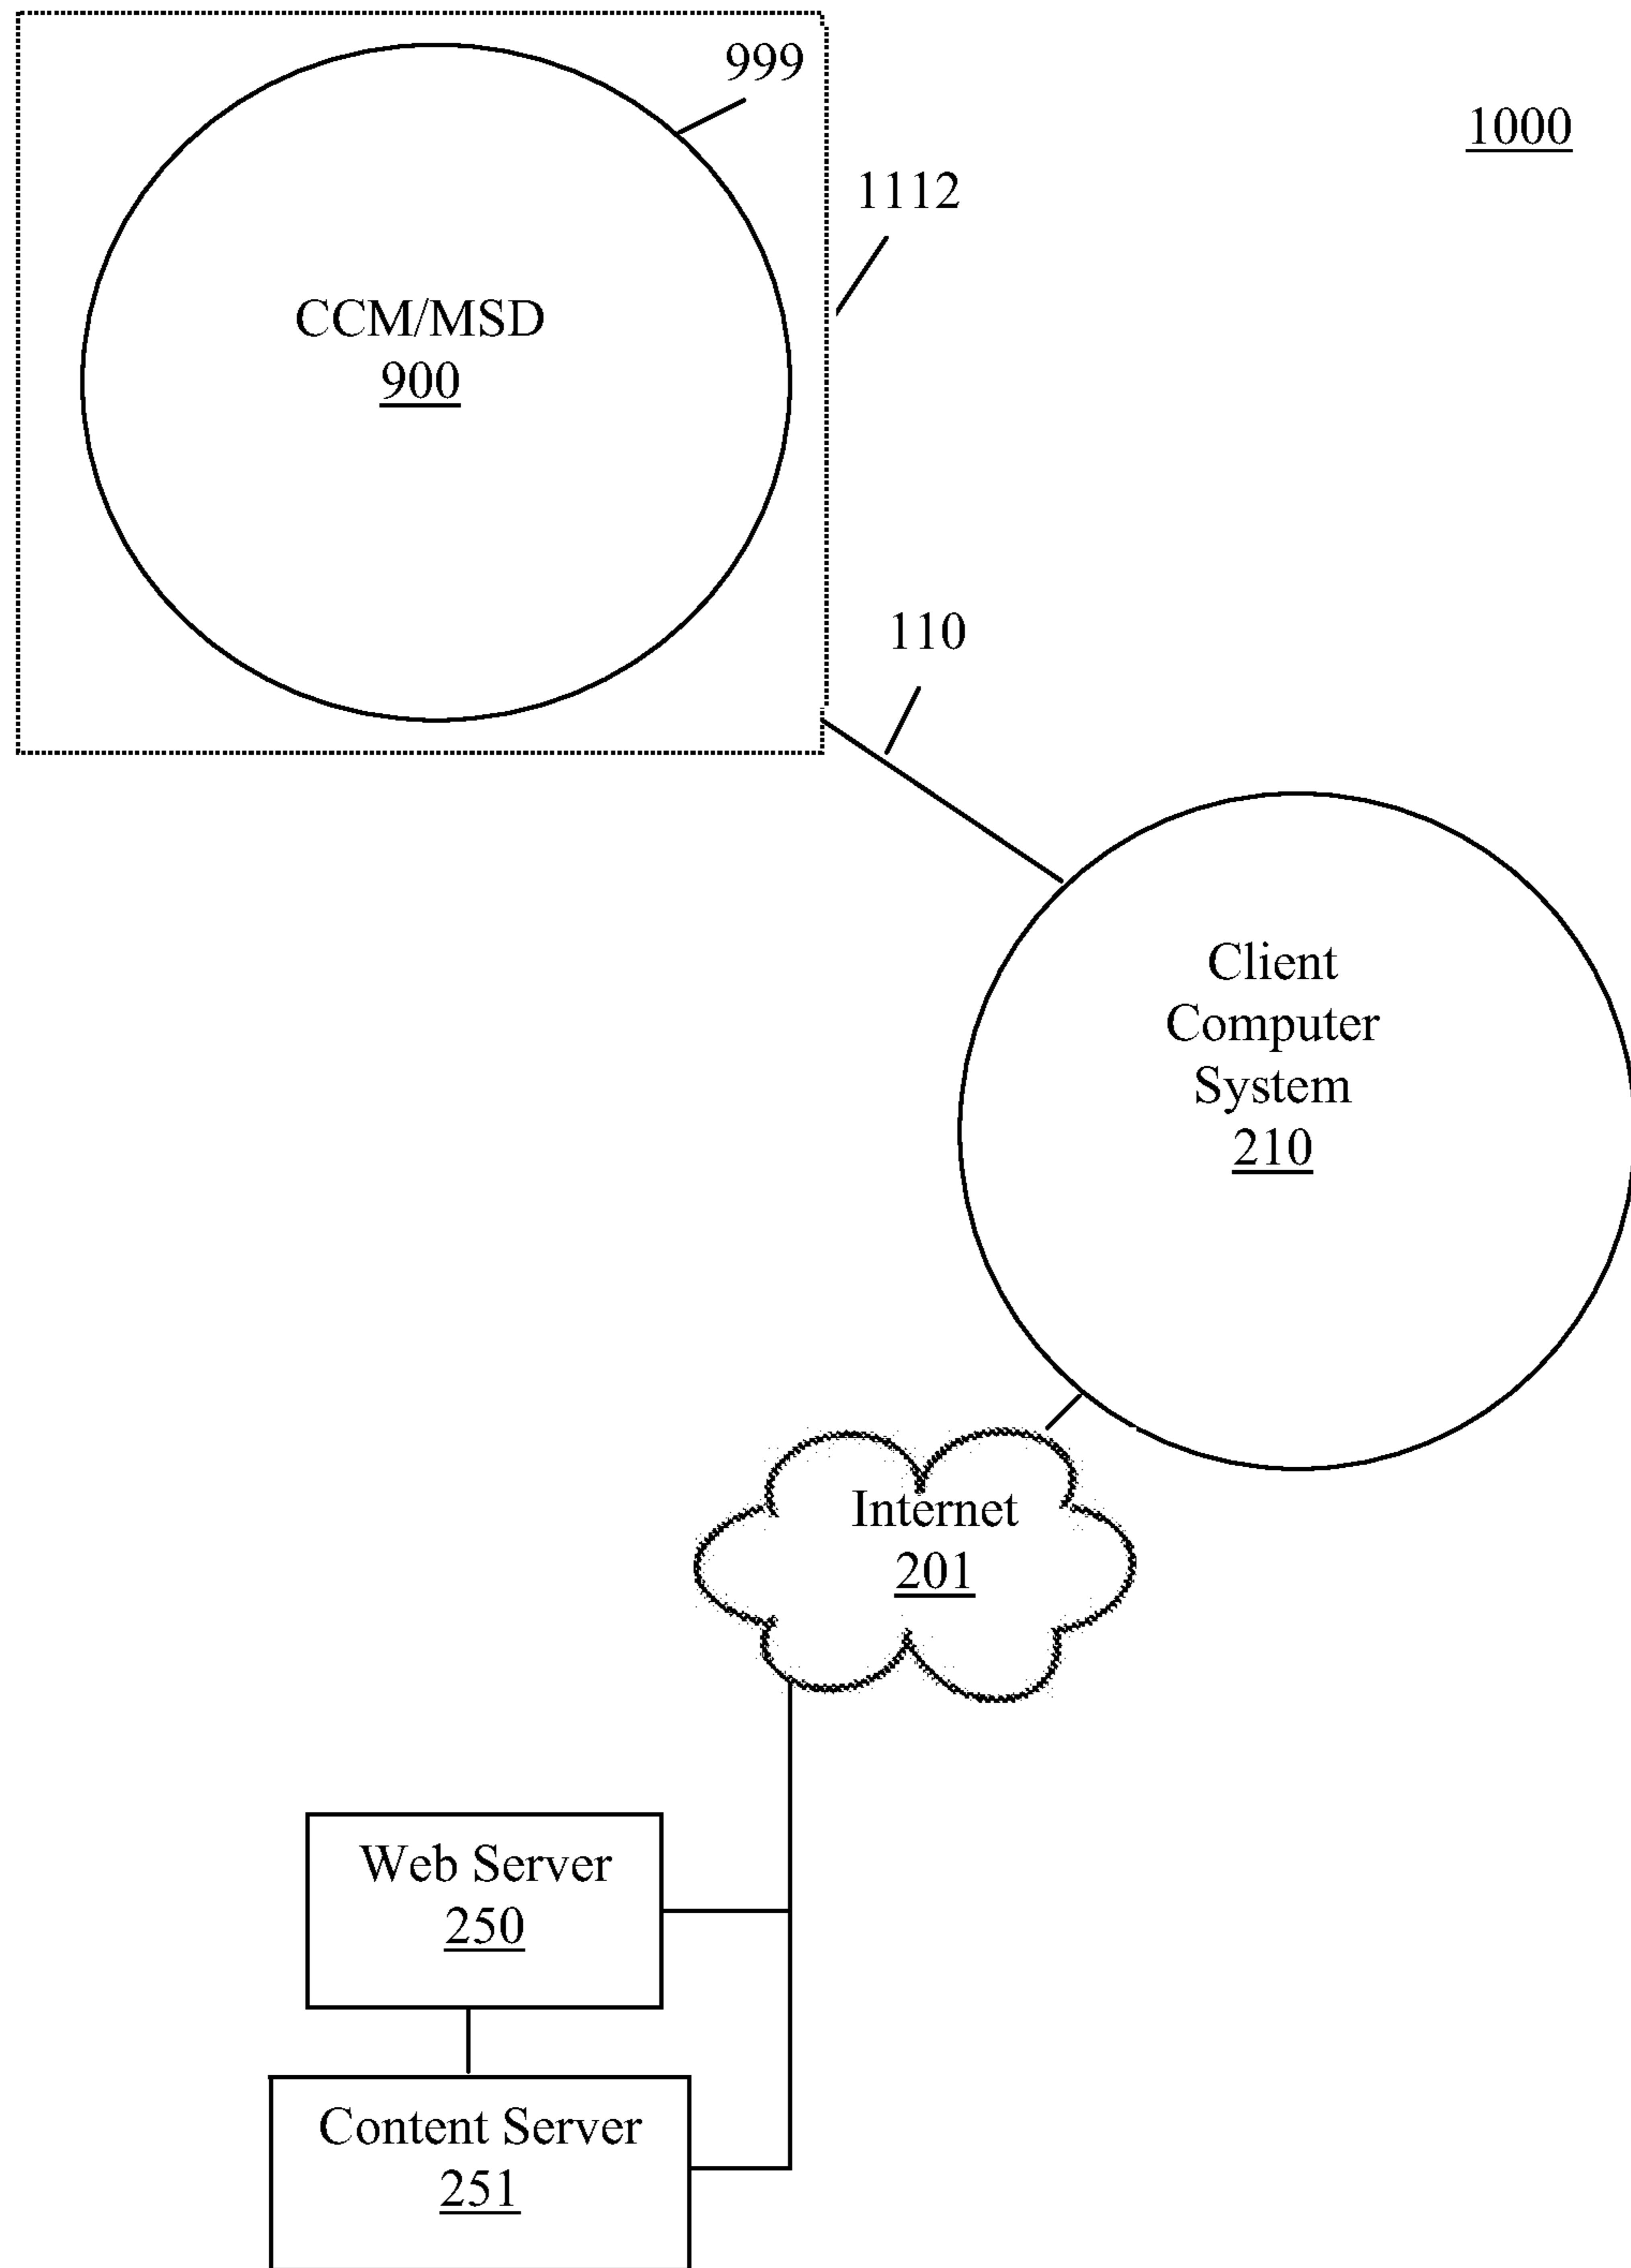 999
1000
1112
CCM/MSD
900
110
Client
Computer
System
210
Internet
201
Web Server
250
Content Server
251